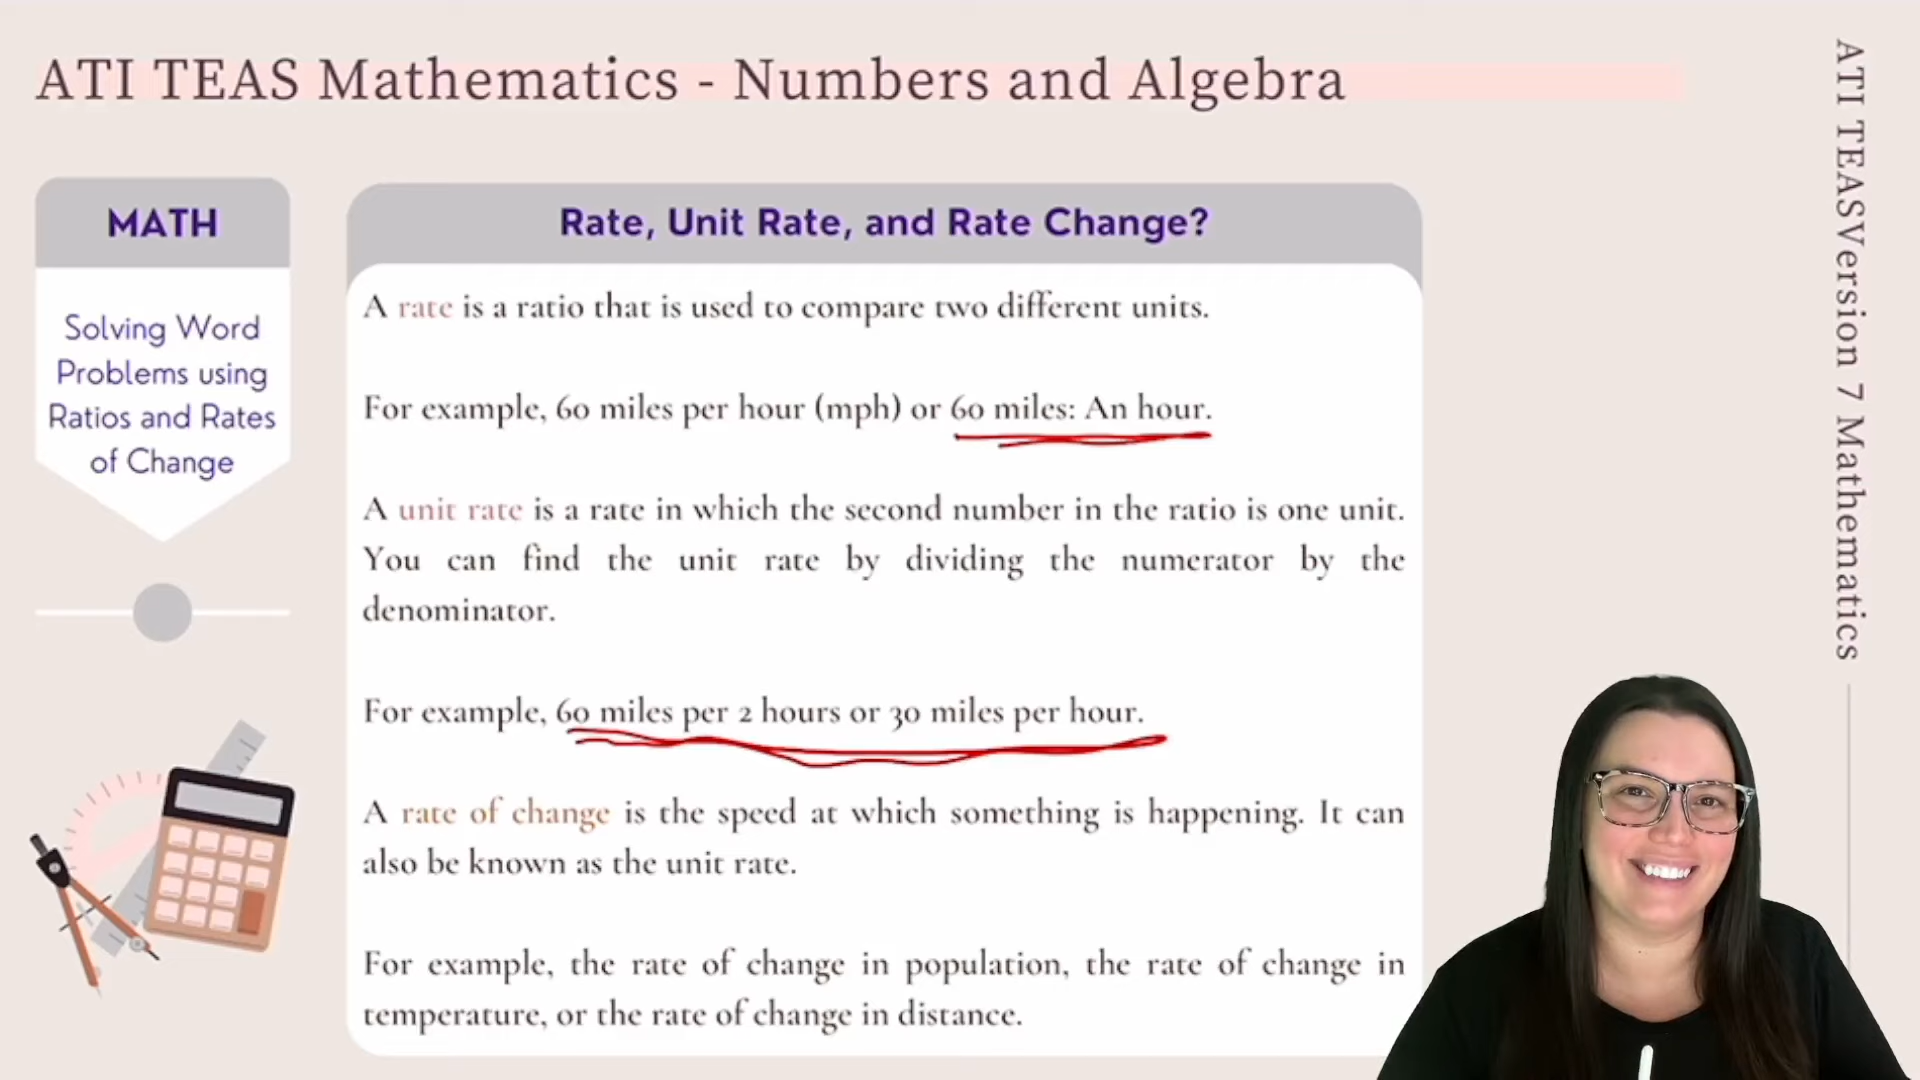 ATI TEAS Mathematics - Numbers and Algebra
MATH
Solving Word
Problems using
Ratios and Rates
of Change
Rate, Unit Rate, and Rate Change?
A rate is a ratio that is used to compare two different units.
For example, 60 miles per hour (mph) or 60 miles: An hour.
A unit rate is a rate in which the second number in the ratio is one unit.
You can find the unit rate by dividing the numerator by the
denominator.
For example, 60 miles per 2 hours or 30 miles per hour.
A rate of change is the speed at which something is happening. It can
also be known as the unit rate.
For example, the rate of change in population, the rate of change in
temperature, or the rate of change in distance.
ATI TEASVersion 7 Mathematics